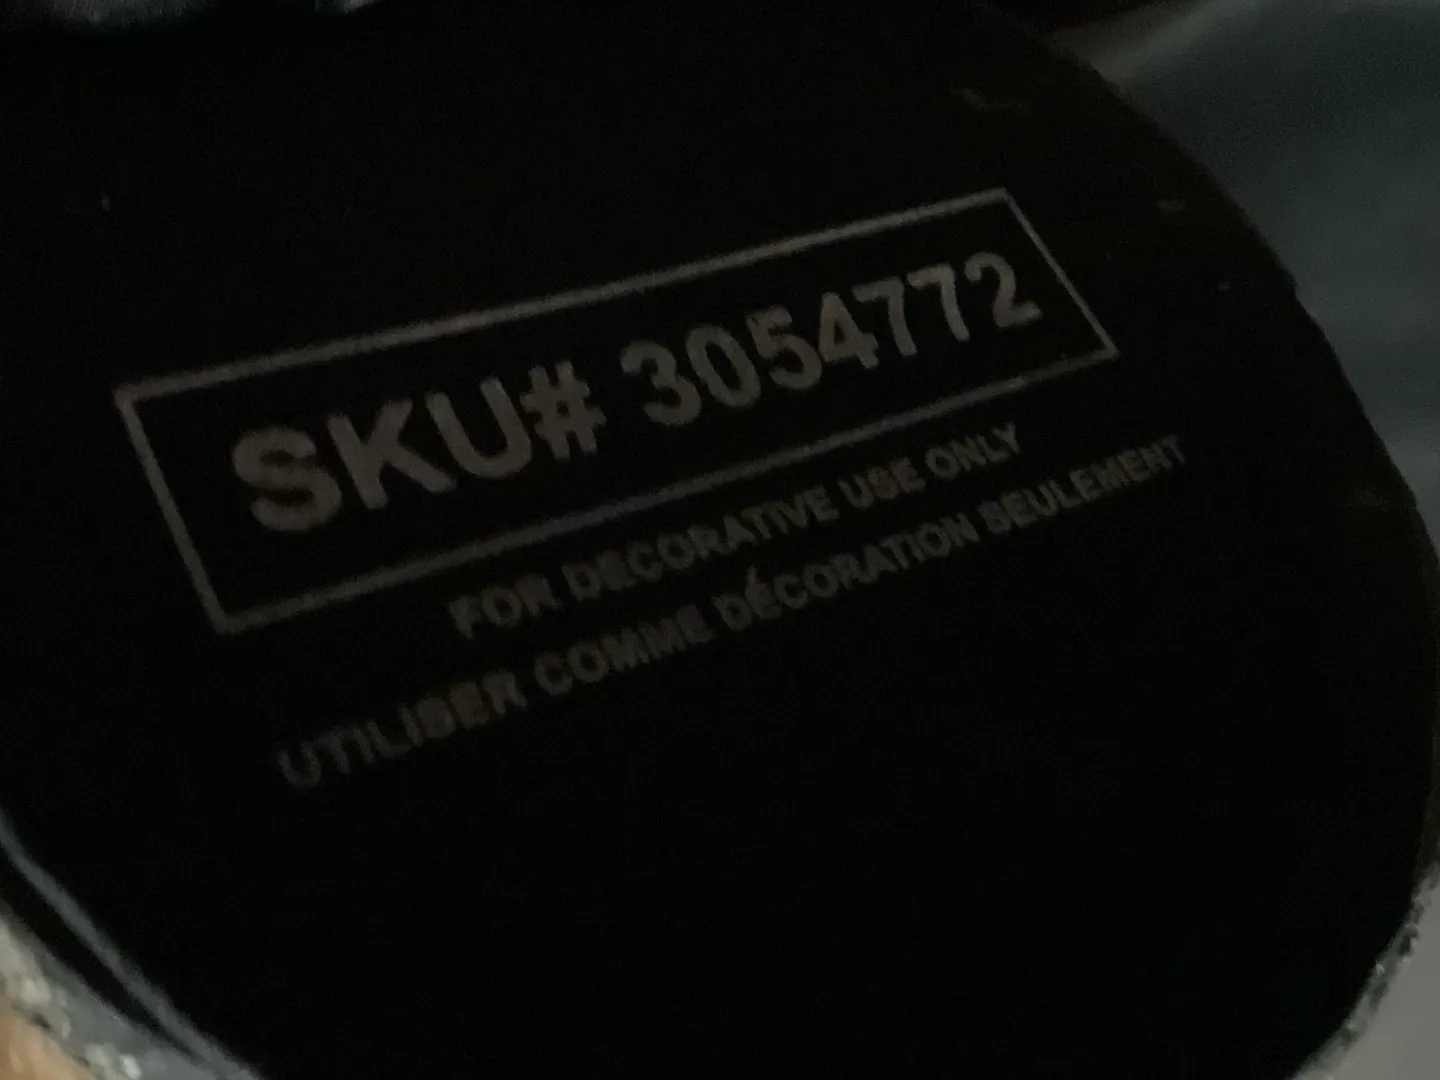 SKU# 3054772
FOR DECORATIVE USE ONLY
UTILISER COMME DÉCORATION SEULEMENT